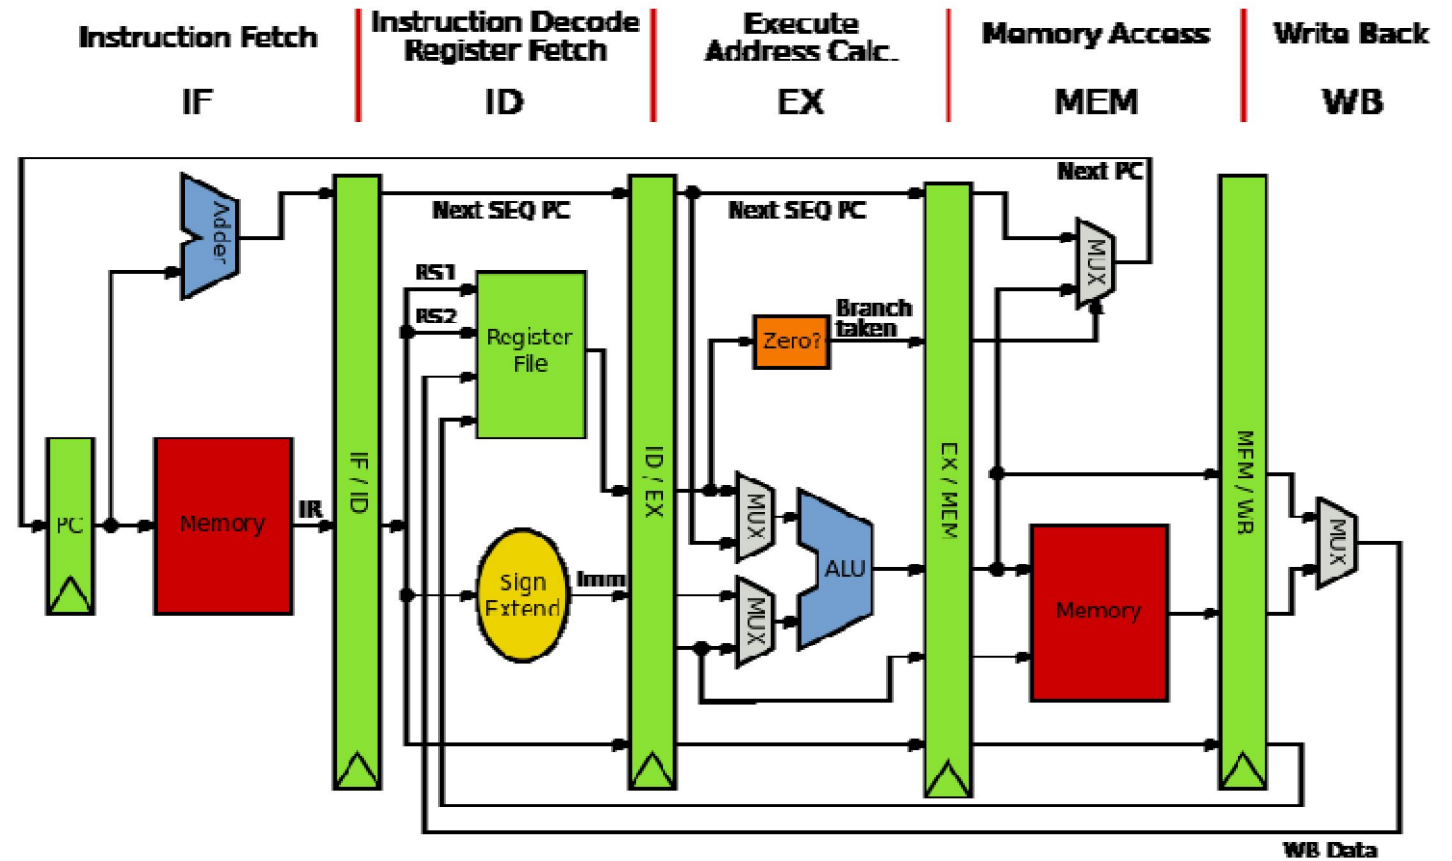 Instruction Fetch
IF
Instruction Decode
Register Fetch
ID
Execute
Address Calc.
EX
Memory Access
MEM
Write Back
WB
Next PC
Adder
Next SEQ PC
Next SEQ PC
MUX
RS1
RS2
Register
File
Branch
taken
Zero?
IF / ID
ID / EX
EX / MEM
MEM / WB
PC
Memory
IR
Sign
Extend
Imm
MUX
MUX
ALU
Memory
MUX
WB Data